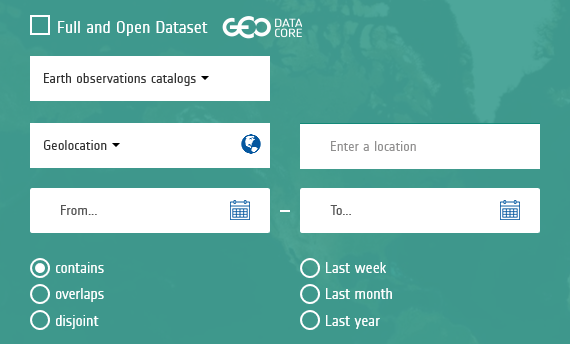 Full and Open Dataset GEO DATA CORE
Earth observations catalogs
Geolocation
Enter a location
From...
To...
contains
Last week
overlaps
Last month
disjoint
Last year